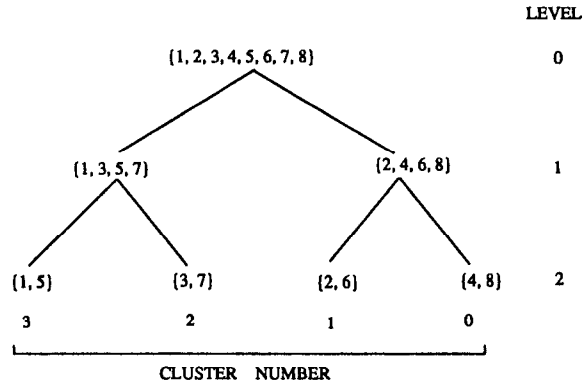 LEVEL
{1, 2, 3, 4, 5, 6, 7, 8} 0
{1, 3, 5, 7} {2, 4, 6, 8} 1
{1, 5} {3, 7} {2, 6} {4, 8} 2
3 2 1 0
CLUSTER NUMBER